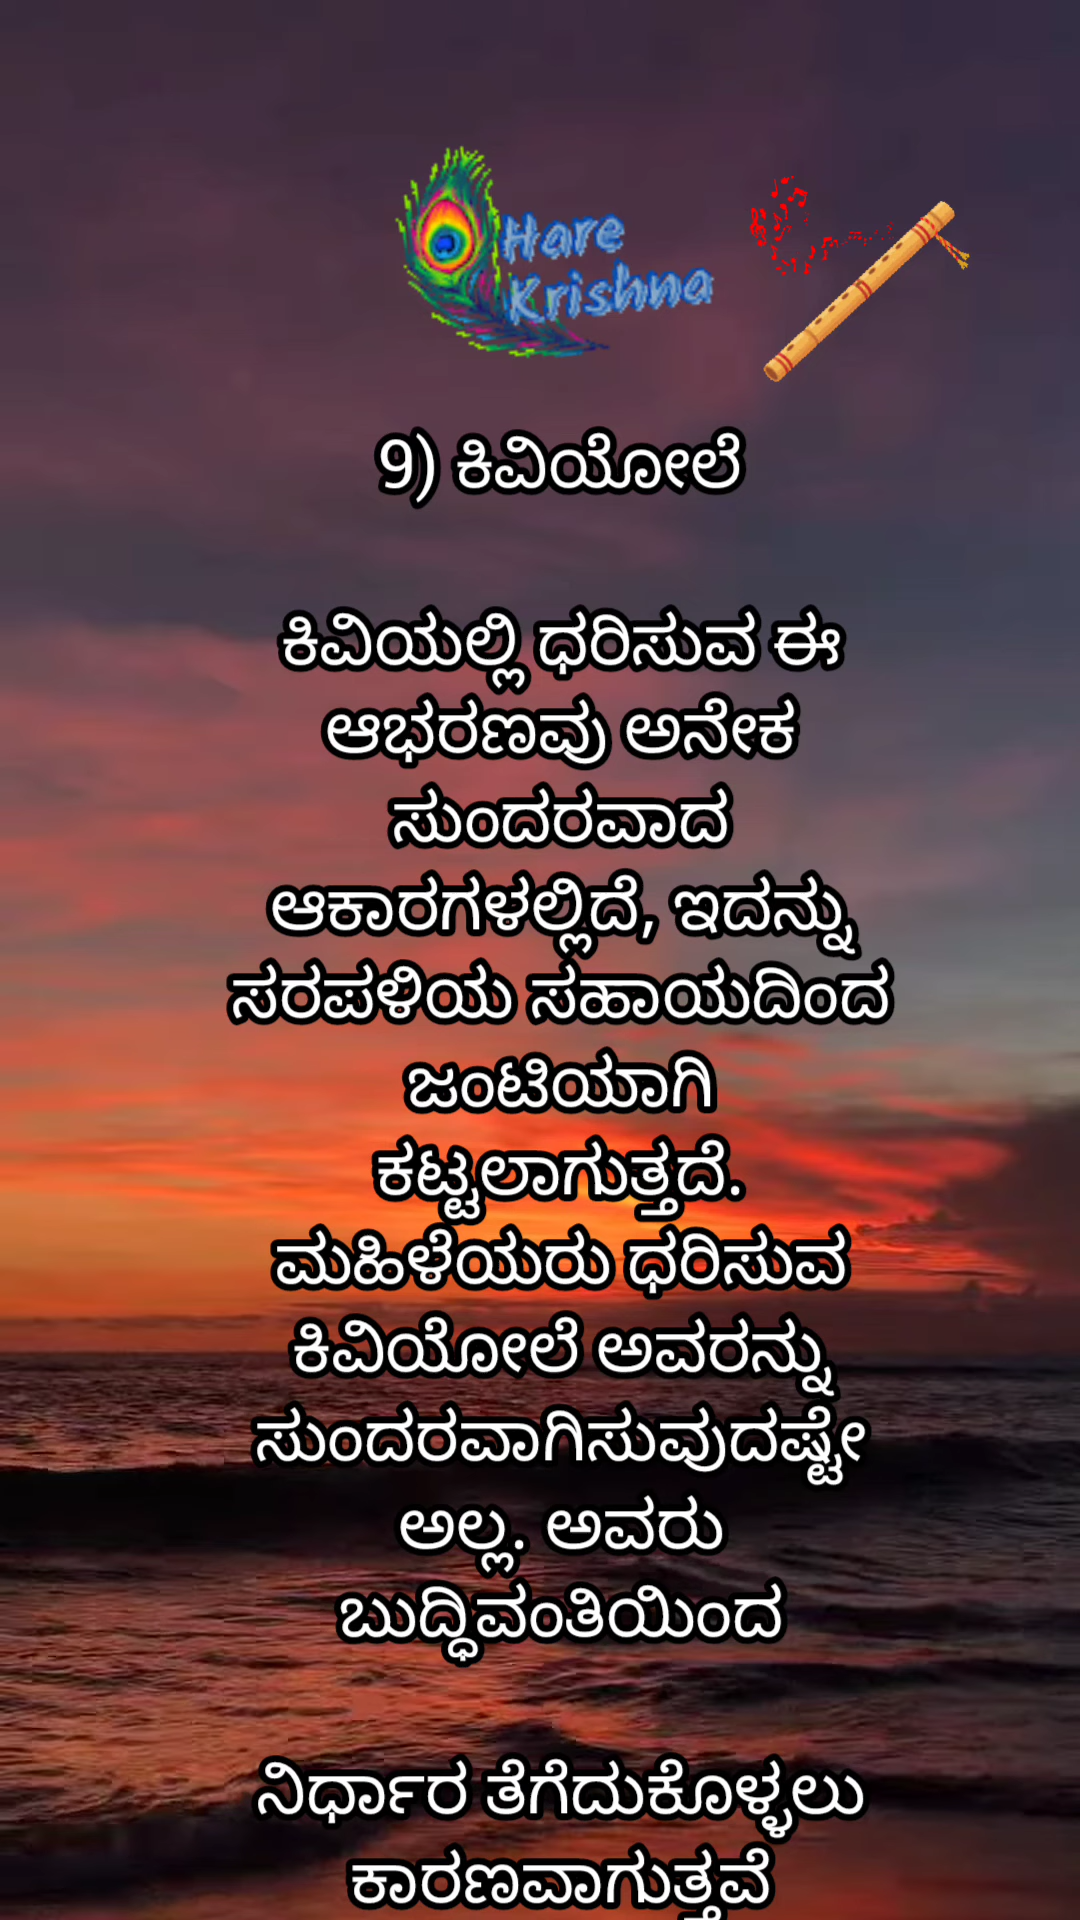 Hare
Krishna
9) ಕಿವಿಯೋಲೆ
ಕಿವಿಯಲ್ಲಿ ಧರಿಸುವ ಈ
ಆಭರಣವು ಅನೇಕ
ಸುಂದರವಾದ
ಆಕಾರಗಳಲ್ಲಿದೆ, ಇದನ್ನು
ಸರಪಳಿಯ ಸಹಾಯದಿಂದ
ಜಂಟಿಯಾಗಿ
ಕಟ್ಟಲಾಗುತ್ತದೆ.
ಮಹಿಳೆಯರು ಧರಿಸುವ
ಕಿವಿಯೋಲೆ ಅವರನ್ನು
ಸುಂದರವಾಗಿಸುವುದಷ್ಟೇ
ಅಲ್ಲ. ಅವರು
ಬುದ್ಧಿವಂತಿಯಿಂದ
ನಿರ್ಧಾರ ತೆಗೆದುಕೊಳ್ಳಲು
ಕಾರಣವಾಗುತ್ತವೆ